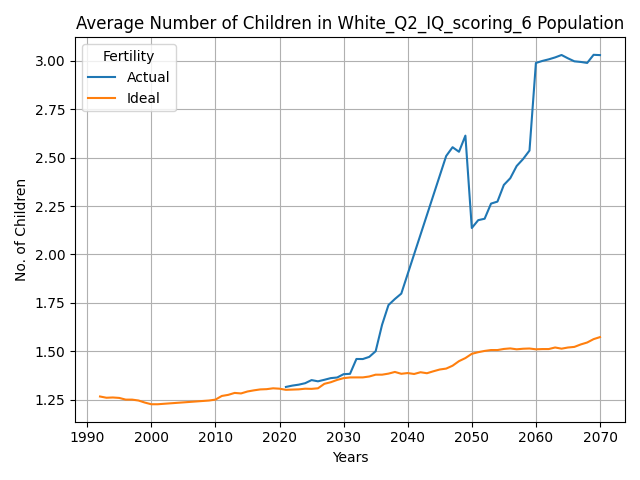 Average Number of Children in White_Q2_IQ_scoring_6 Population
Fertility
Actual
Ideal
No. of Children
3.00
2.75
2.50
2.25
2.00
1.75
1.50
1.25
1990 2000 2010 2020 2030 2040 2050 2060 2070
Years